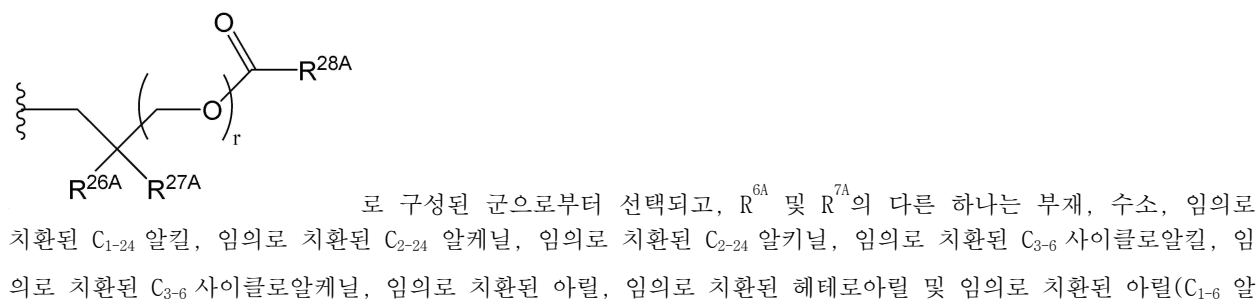 O
R28A
O
r
R26A R27A
로 구성된 군으로부터 선택되고, R6A 및 R7A의 다른 하나는 부재, 수소, 임의로
치환된 C1-24 알킬, 임의로 치환된 C2-24 알케닐, 임의로 치환된 C2-24 알키닐, 임의로 치환된 C3-6 사이클로알킬, 임
의로 치환된 C3-6 사이클로알케닐, 임의로 치환된 아릴, 임의로 치환된 헤테로아릴 및 임의로 치환된 아릴(C1-6 알